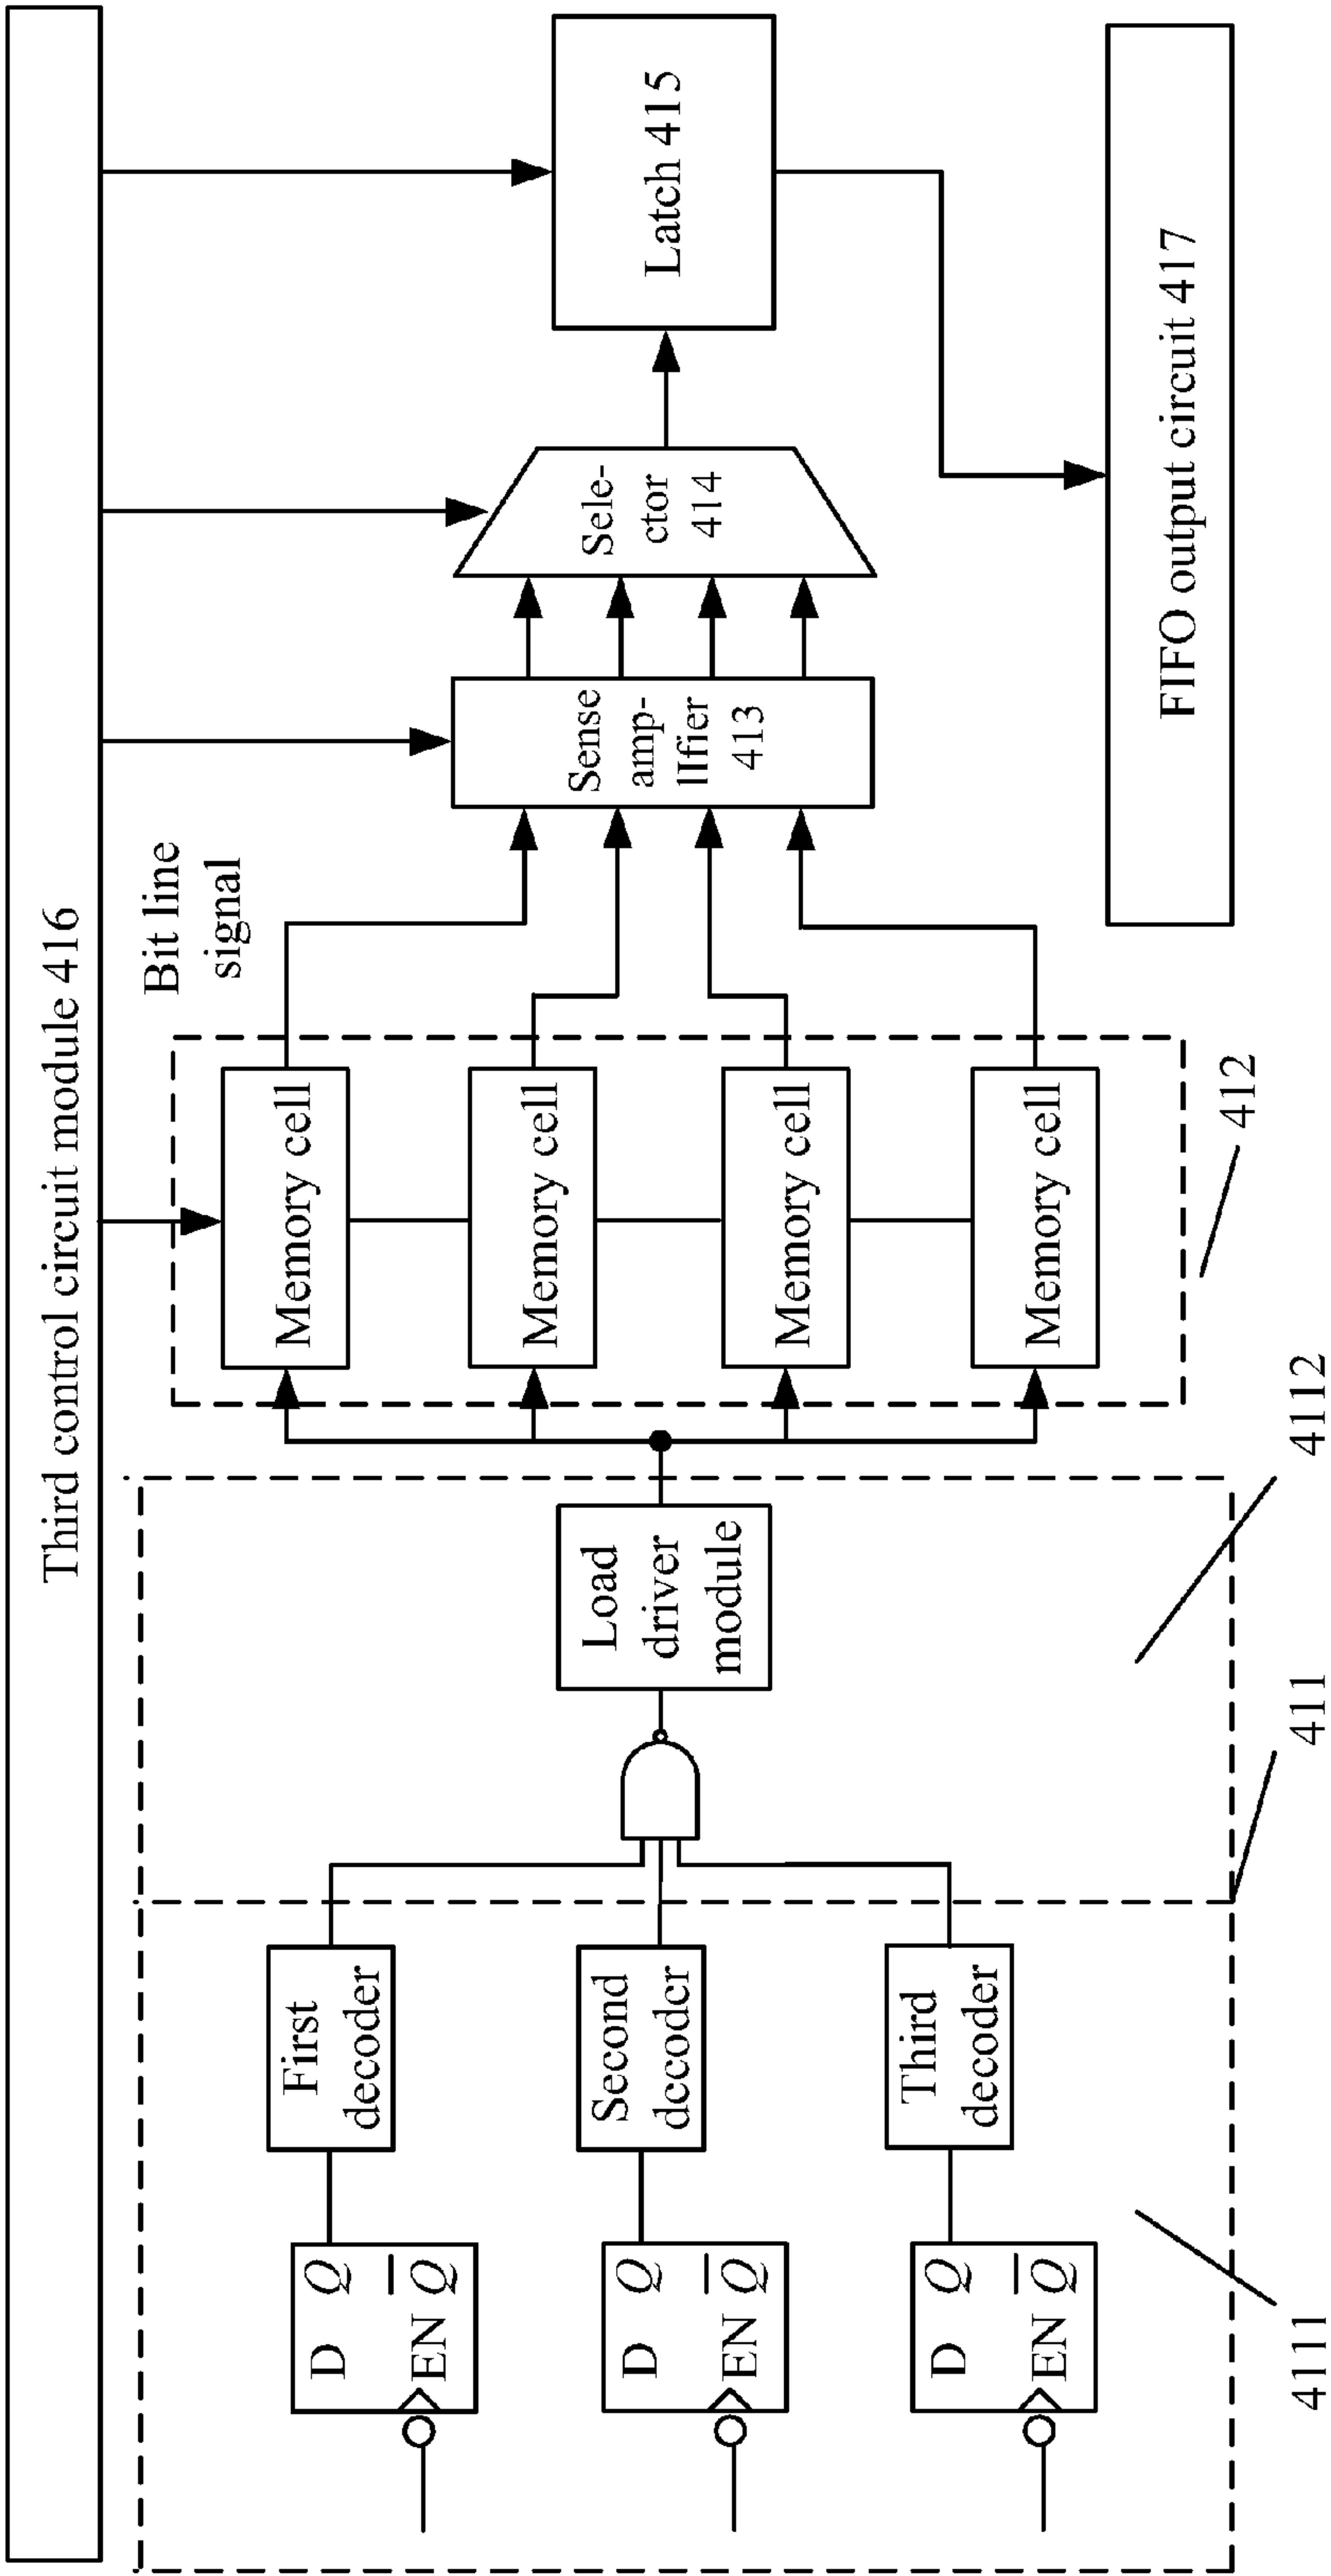 Third control circuit module 416
Bit line
signal
D Q
EN Q
First
decoder
D Q
EN Q
Second
dccodcr
D Q
EN Q
Third
decoder
Load
driver
module
Memory cell
Memory cell
Memory cell
Memory cell
Sense
amp-
lIfier
413
Sele-
ctor
414
Latch 415
FIFO output circuit 417
4111
411
4112
412